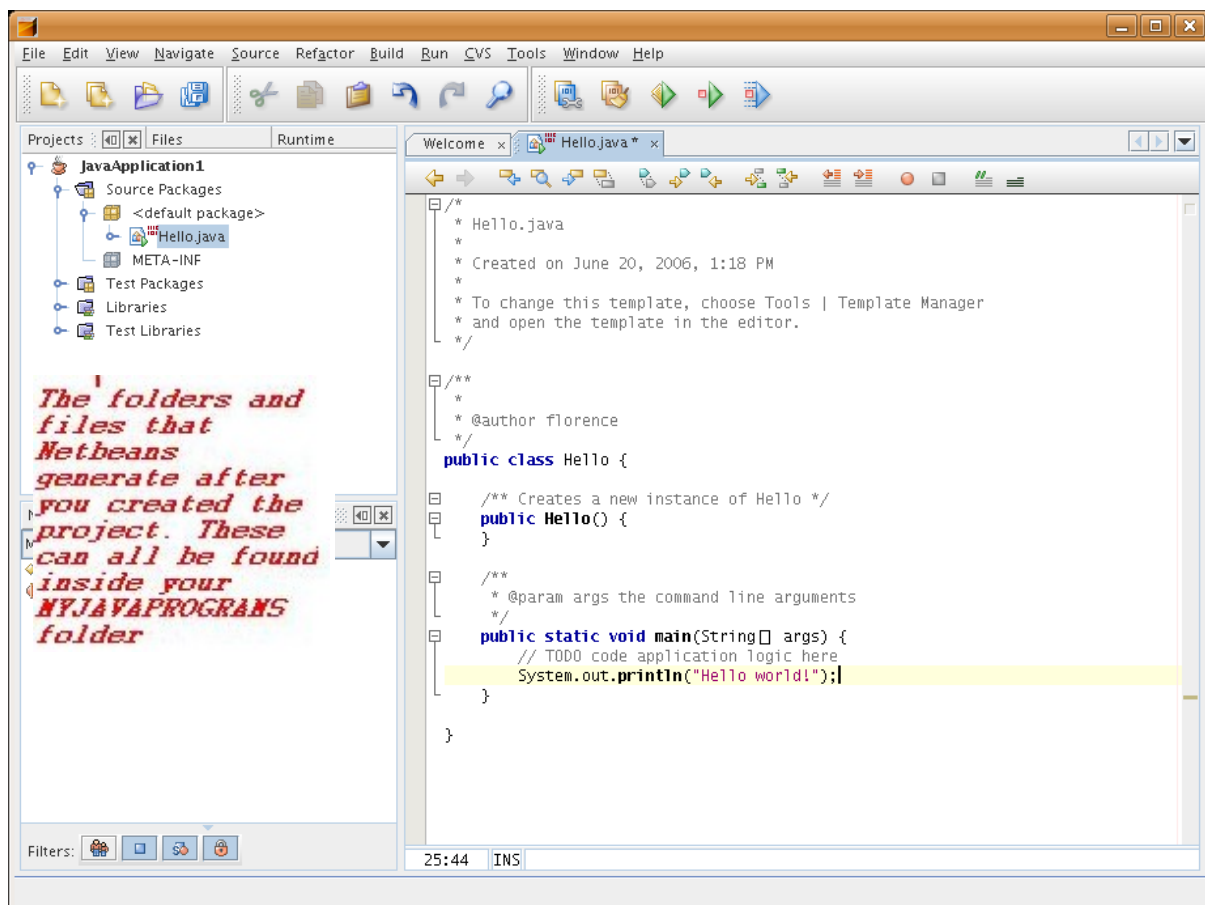 File Edit View Navigate Source Refactor Build Run CVS Tools Window Help
Projects Files Runtime
JavaApplication1
Source Packages
<default package>
Hello.java
META-INF
Test Packages
Libraries
Test Libraries
The folders and
files that
Netbeans
generate after
you created the
project. These
can all be found
inside your
MYJAVAPROGRAMS
folder
Filters:
Welcome Hello.java *
/*
* Hello.java
*
* Created on June 20, 2006, 1:18 PM
*
* To change this template, choose Tools | Template Manager
* and open the template in the editor.
*/
/**
*
* @author florence
*/
public class Hello {
/** Creates a new instance of Hello */
public Hello() {
}
/**
* @param args the command line arguments
*/
public static void main(String[] args) {
// TODO code application logic here
System.out.println("Hello world!");
}
}
25:44 INS